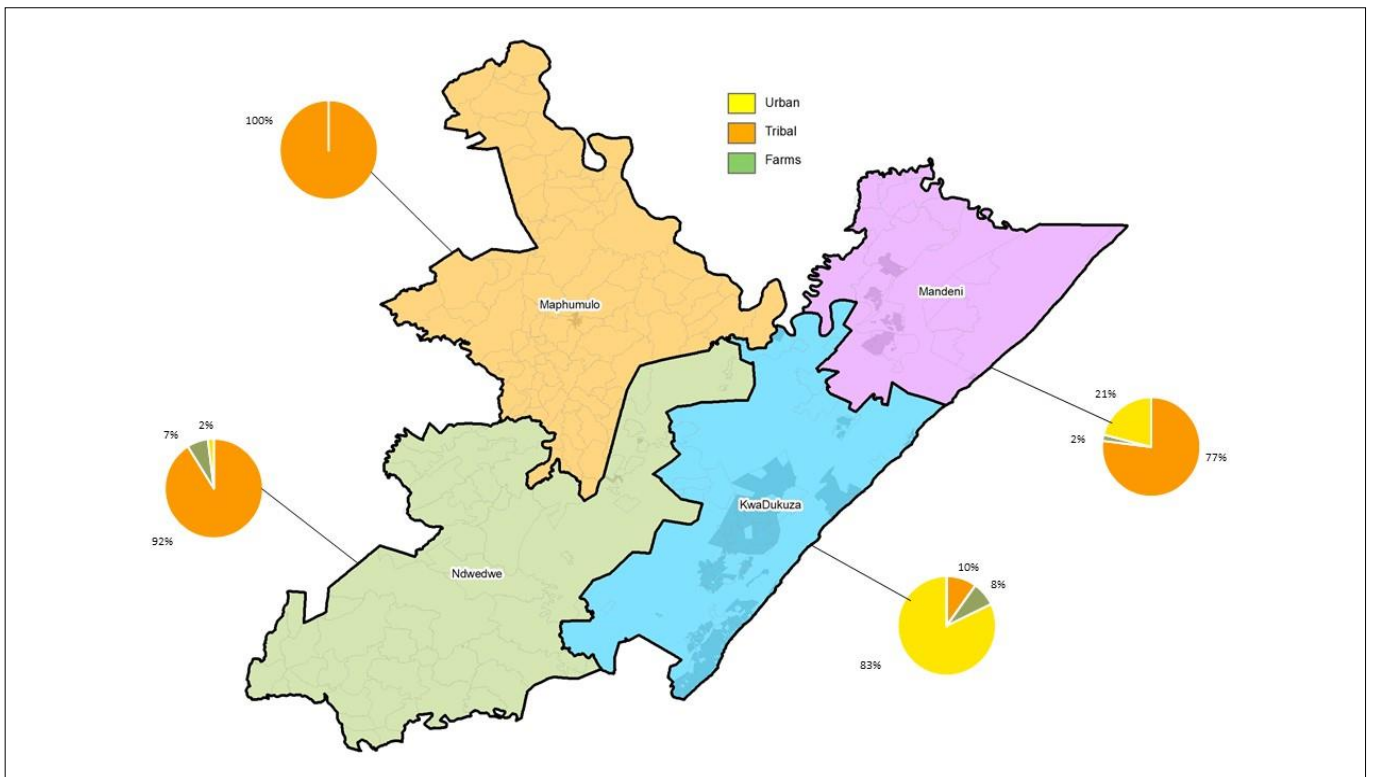 Urban
100%
Tribal
Farms
Mandeni
Maphumulo
21%
2%
77%
7%
2%
KwaDukuza
92%
Ndwedwe
10%
8%
83%